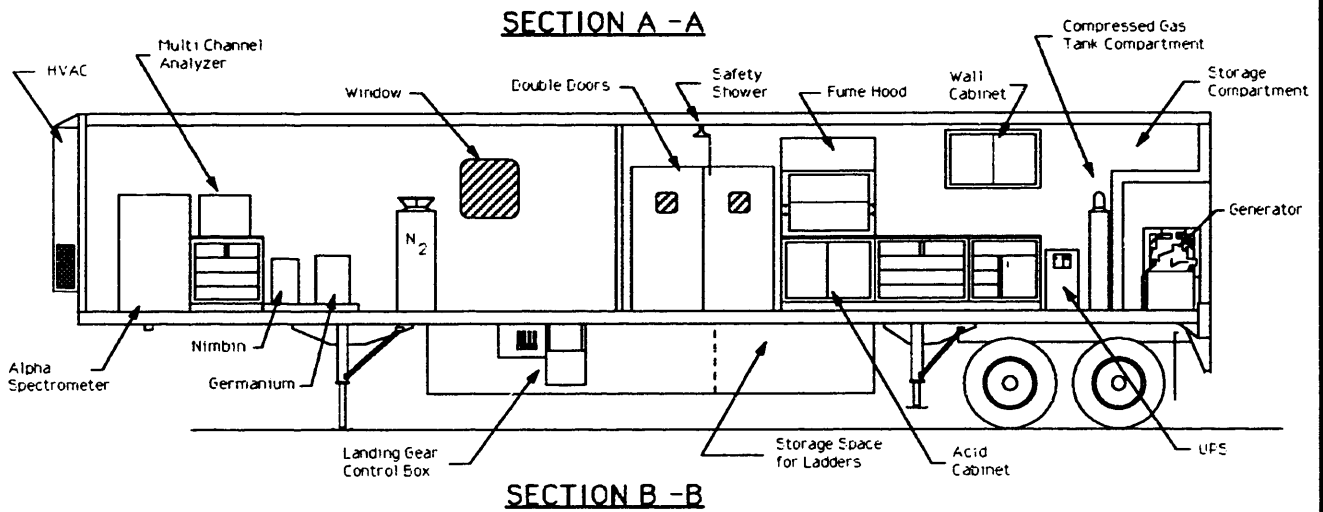 SECTION A -A
HVAC
Multi Channel
Analyzer
Window
Double Doors
Safety
Shower
Fume Hood
Wall
Cabinet
Compressed Gas
Tank Compartment
Storage
Compartment
N2
Generator
Alpha
Spectrometer
Nimbin
Germanium
Landing Gear
Control Box
Storage Space
for Ladders
Acid
Cabinet
UPS
SECTION B -B